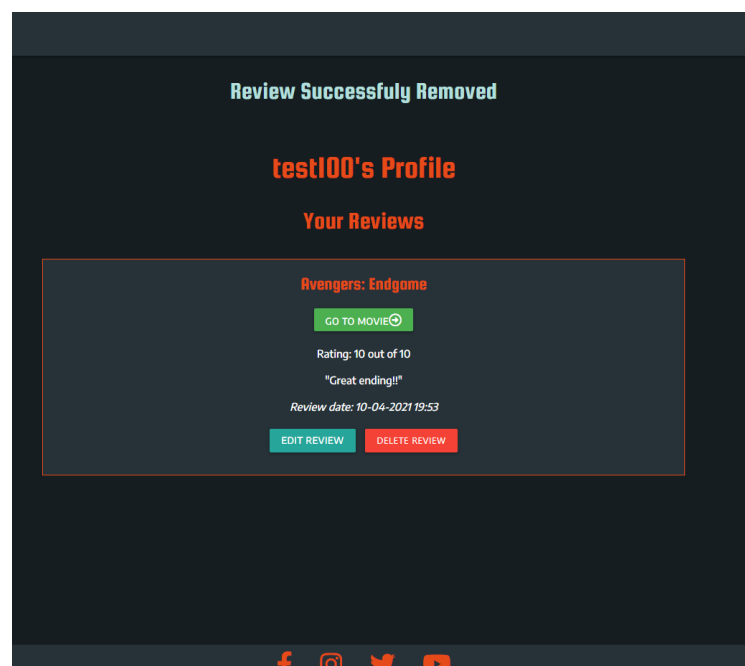 Review Successfuly Removed
test100's Profile
Your Reviews
Avengers: Endgame
GO TO MOVIE
Rating: 10 out of 10
"Great ending!!"
Review date: 10-04-2021 19:53
EDIT REVIEW DELETE REVIEW